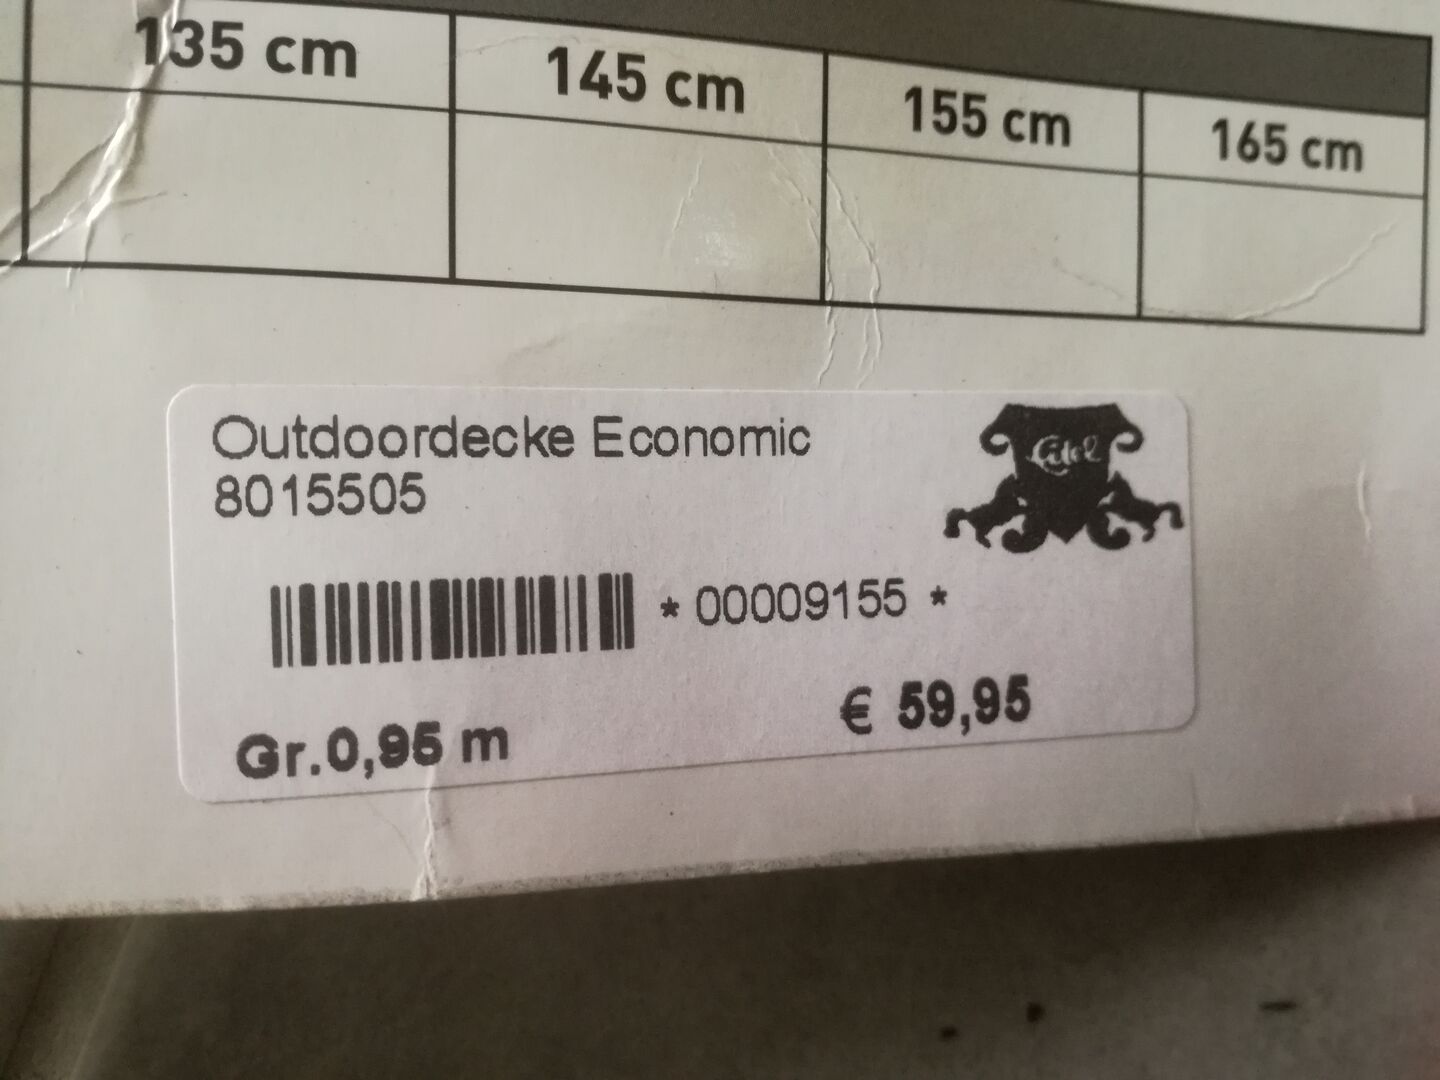 135 cm 145 cm 155 cm 165 cm
Outdoordecke Economic
8015505
* 00009155 *
€ 59,95
Gr.0,95 m